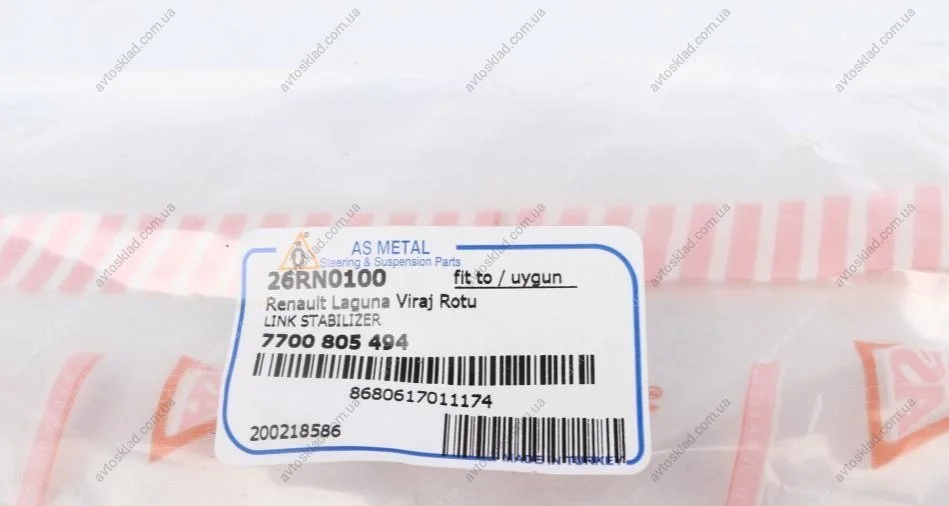 AS METAL
Steering & Suspension Parts
26RN0100 fit to / uygun
Renault Laguna Viraj Rotu
LINK STABILIZER
7700 805 494
8680617011174
200218586
MADE IN TURKEY
avtosklad.com.ua